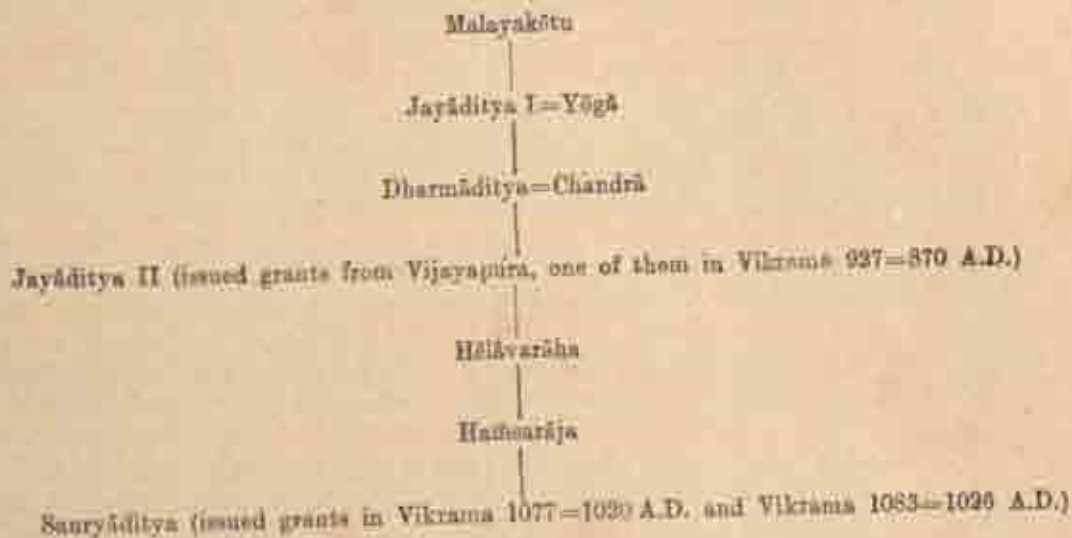 Malayakētu
Jayāditya I=Yōgā
Dharmāditya=Chandrā
Jayāditya II (issued grants from Vijayapura, one of them in Vikrama 927=870 A.D.)
Hēlāvarāha
Haṁsarāja
Sauryāditya (issued grants in Vikrama 1077=1020 A.D. and Vikrama 1083=1026 A.D.)